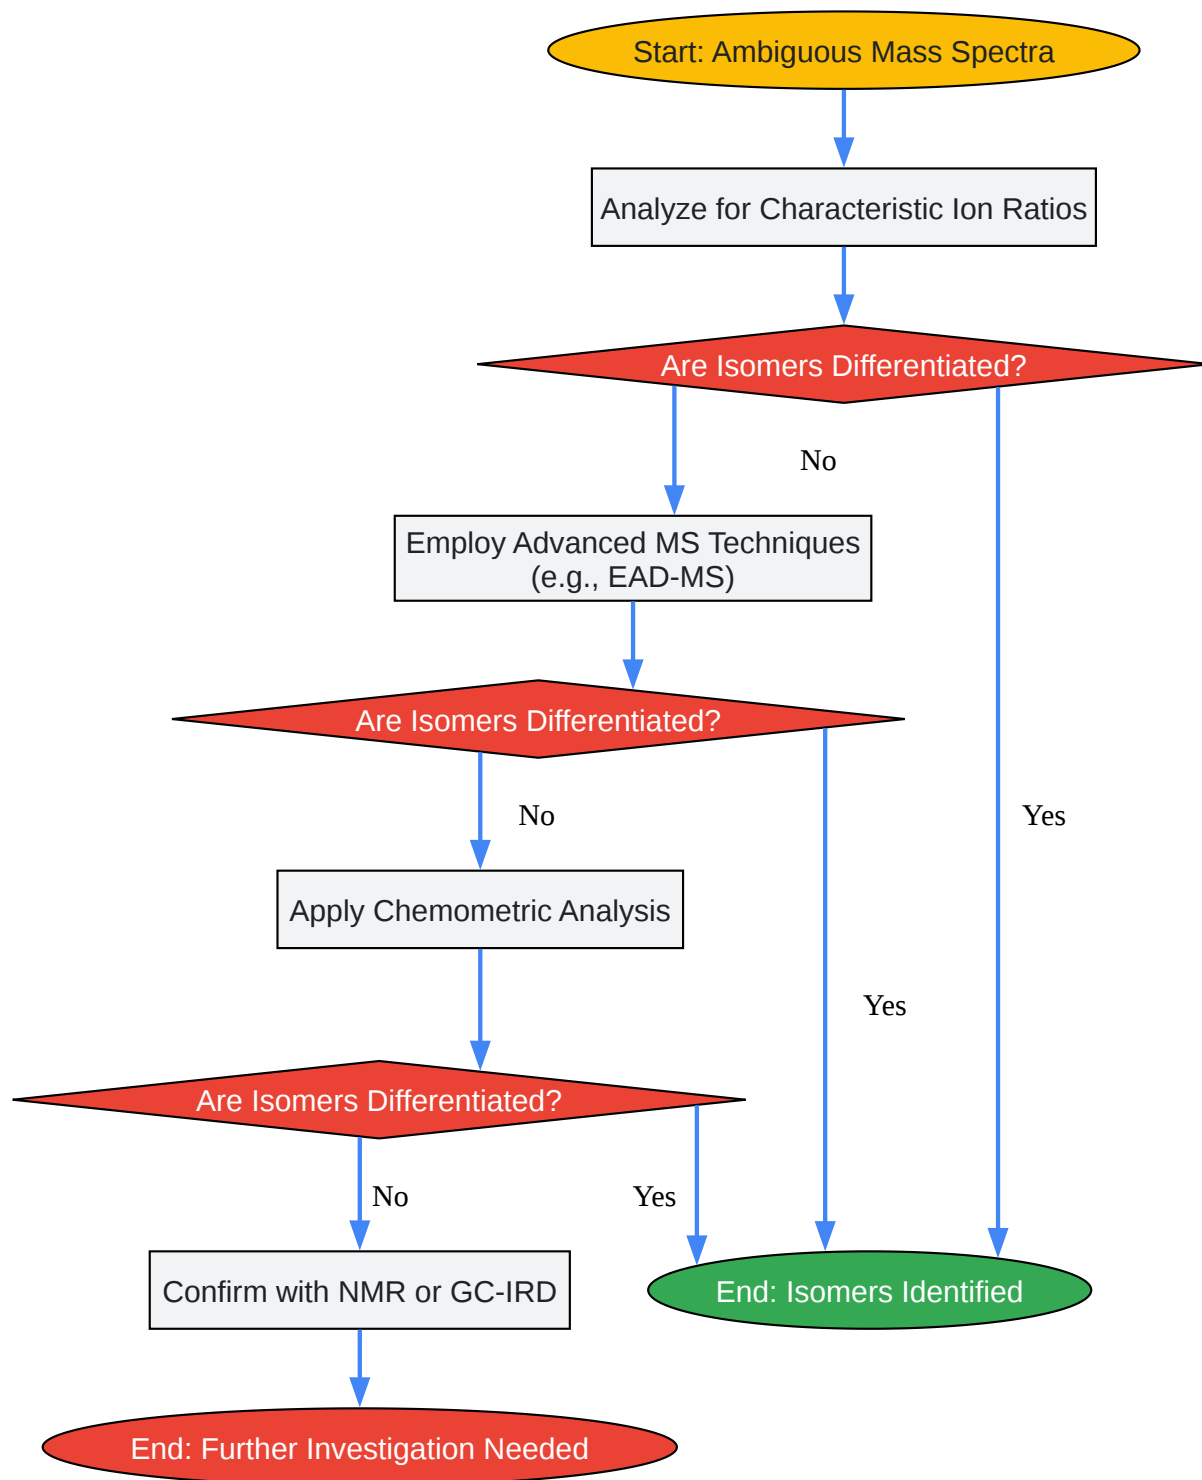 Start: Ambiguous Mass Spectra
Analyze for Characteristic Ion Ratios
Are Isomers Differentiated?
No
Employ Advanced MS Techniques
(e.g., EAD-MS)
Are Isomers Differentiated?
No
Yes
Apply Chemometric Analysis
Yes
Are Isomers Differentiated?
No
Yes
Confirm with NMR or GC-IRD
End: Isomers Identified
End: Further Investigation Needed